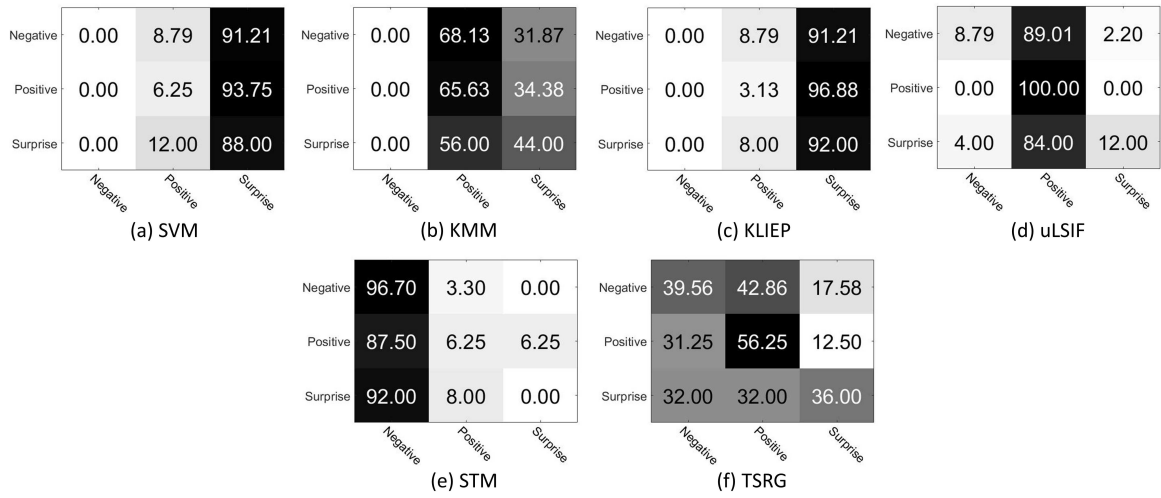 Negative 0.00 8.79 91.21
Positive 0.00 6.25 93.75
Surprise 0.00 12.00 88.00
Negative Positive Surprise
(a) SVM
Negative 0.00 68.13 31.87
Positive 0.00 65.63 34.38
Surprise 0.00 56.00 44.00
Negative Positive Surprise
(b) KMM
Negative 0.00 8.79 91.21
Positive 0.00 3.13 96.88
Surprise 0.00 8.00 92.00
Negative Positive Surprise
(c) KLIEP
Negative 8.79 89.01 2.20
Positive 0.00 100.00 0.00
Surprise 4.00 84.00 12.00
Negative Positive Surprise
(d) uLSIF
Negative 96.70 3.30 0.00
Positive 87.50 6.25 6.25
Surprise 92.00 8.00 0.00
Negative Positive Surprise
(e) STM
Negative 39.56 42.86 17.58
Positive 31.25 56.25 12.50
Surprise 32.00 32.00 36.00
Negative Positive Surprise
(f) TSRG